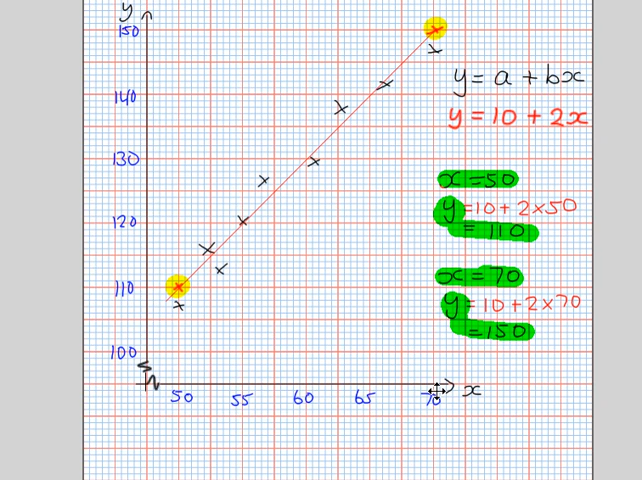 y
150
140
130
120
110
100
50 55 60 65 70
x
y = a + bx
y = 10 + 2x
x = 50
y = 10 + 2 x 50
= 110
x = 70
y = 10 + 2 x 70
= 150